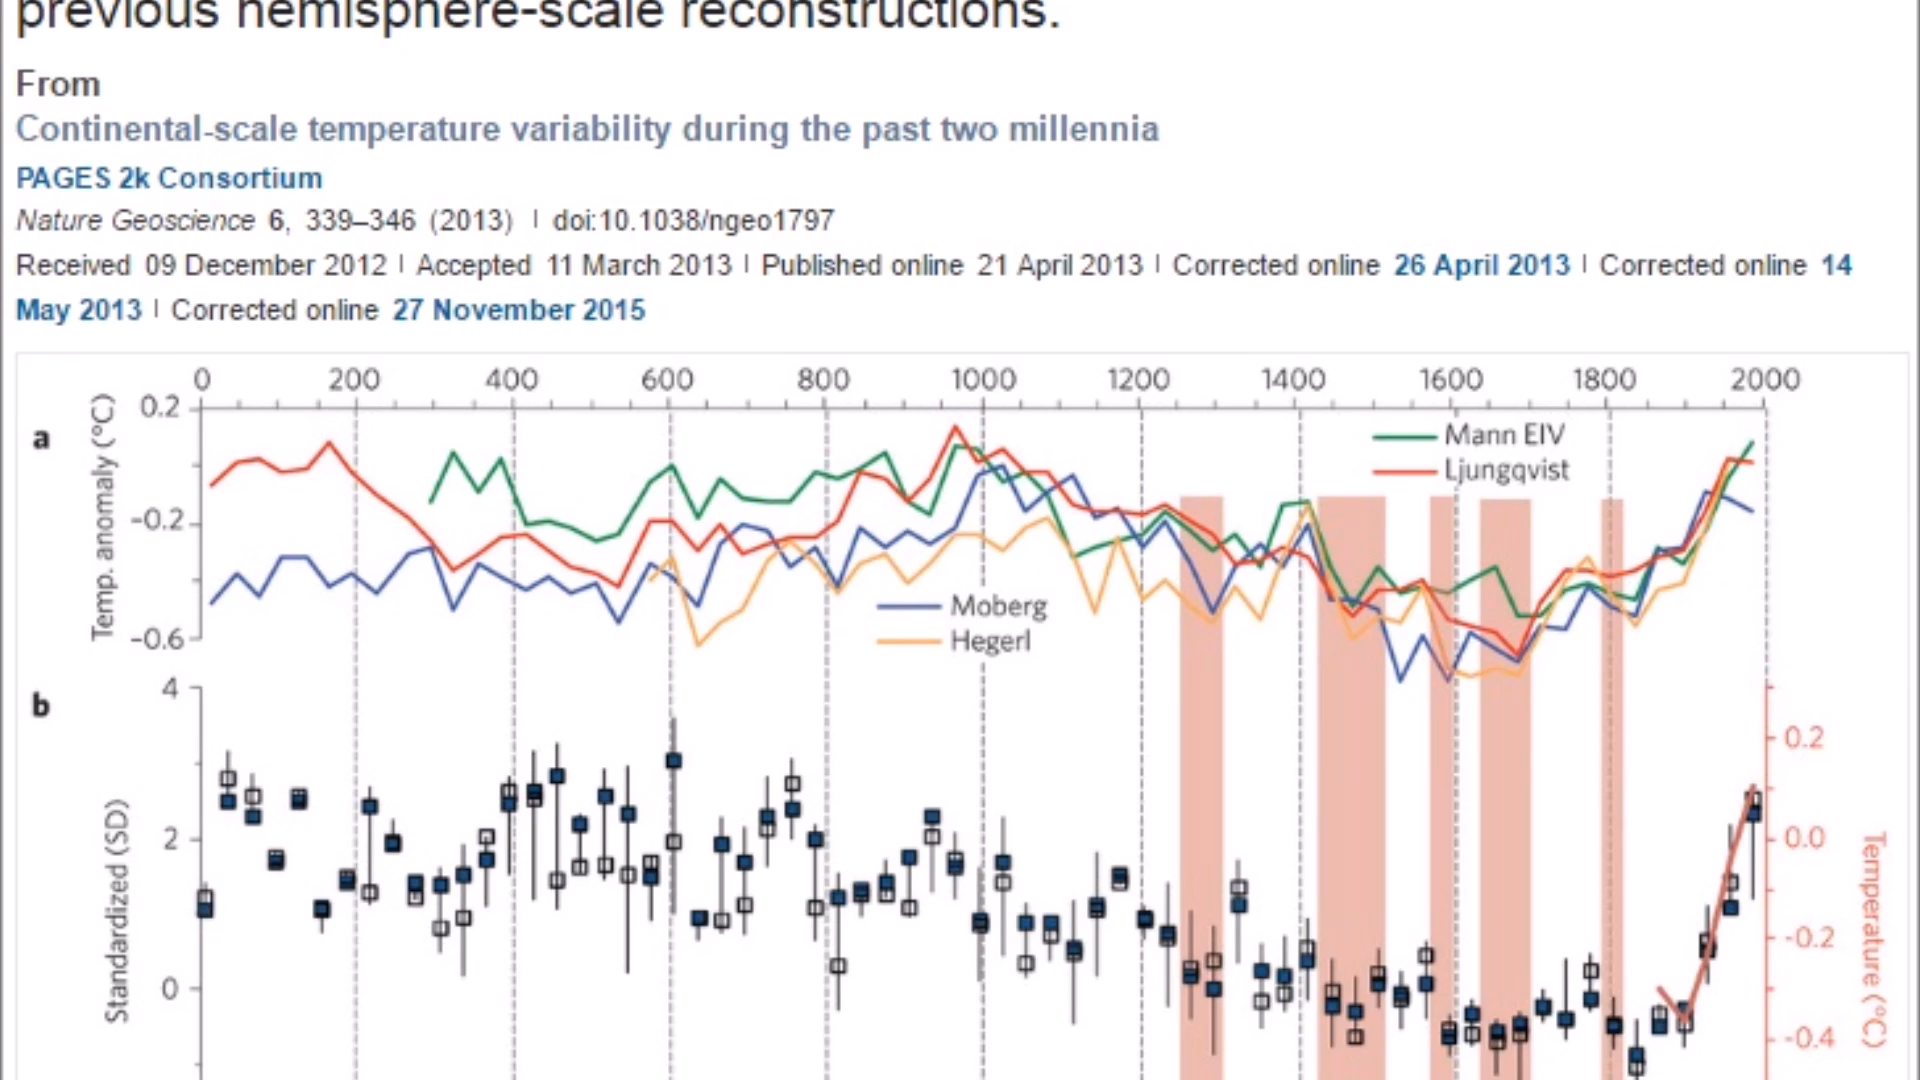 previous hemisphere-scale reconstructions.
From
Continental-scale temperature variability during the past two millennia
PAGES 2k Consortium
Nature Geoscience 6, 339–346 (2013) | doi:10.1038/ngeo1797
Received 09 December 2012 | Accepted 11 March 2013 | Published online 21 April 2013 | Corrected online 26 April 2013 | Corrected online 14
May 2013 | Corrected online 27 November 2015
0 200 400 600 800 1000 1200 1400 1600 1800 2000
a
Temp. anomaly (°C)
0.2
–0.2
–0.6
Mann EIV
Ljungqvist
Moberg
Hegerl
b
Standardized (SD)
4
2
0
0.2
0.0
-0.2
-0.4
Temperature (°C)